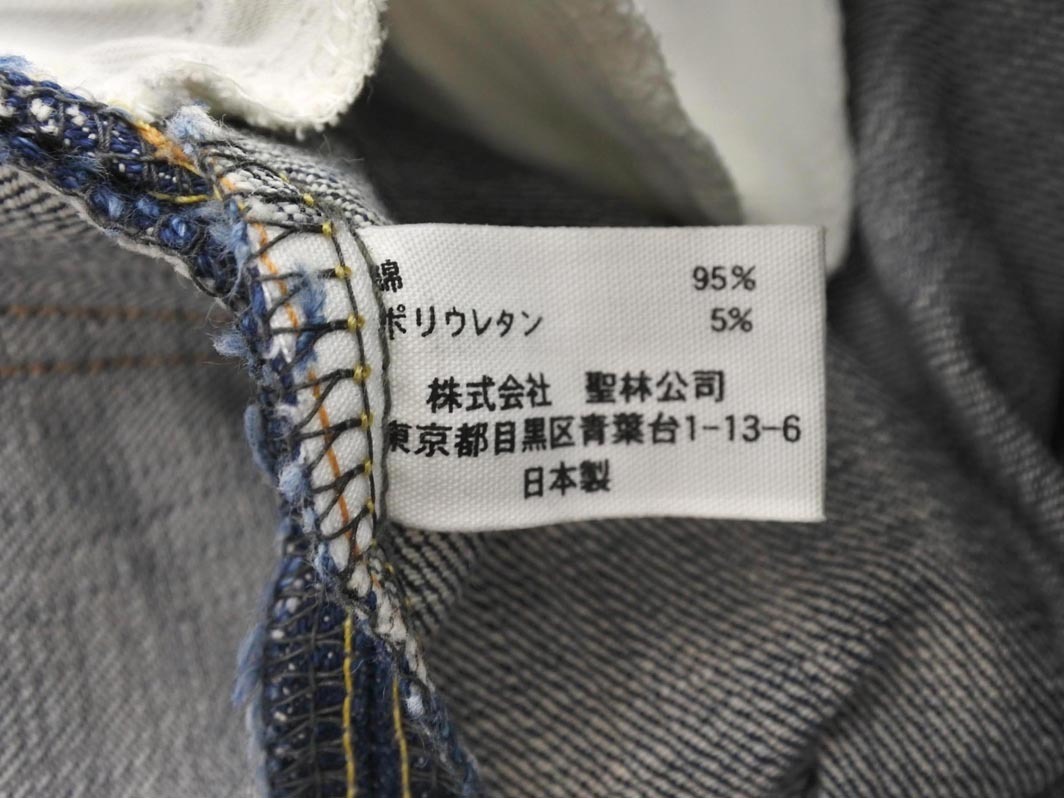 綿 95%
ポリウレタン 5%
株式会社 聖林公司
東京都目黒区青葉台1-13-6
日本製